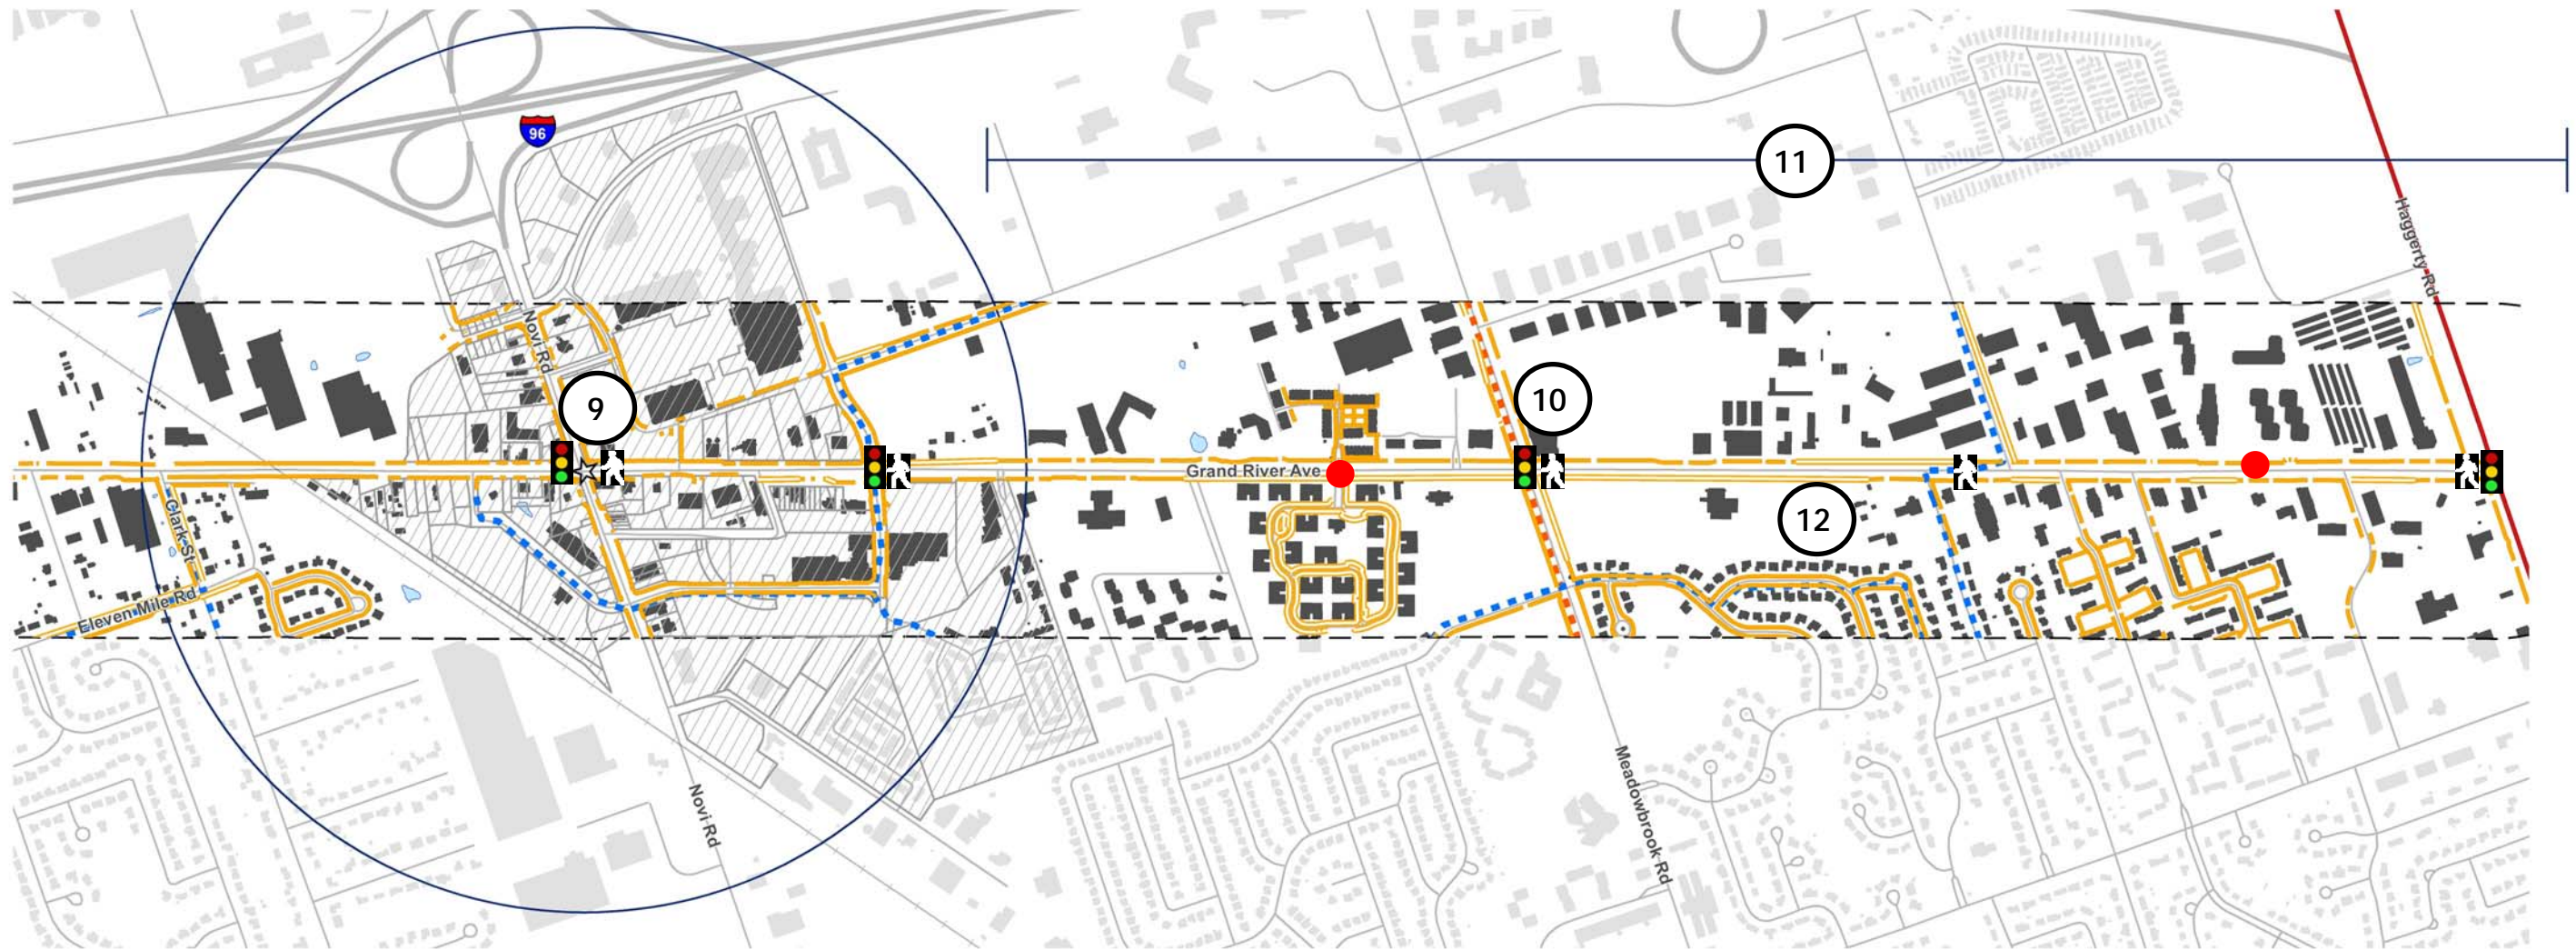 96
11
Haggerty Rd
Novi Rd
9
10
Grand River Ave
12
Clark St
Eleven Mile Rd
Novi Rd
Meadowbrook Rd